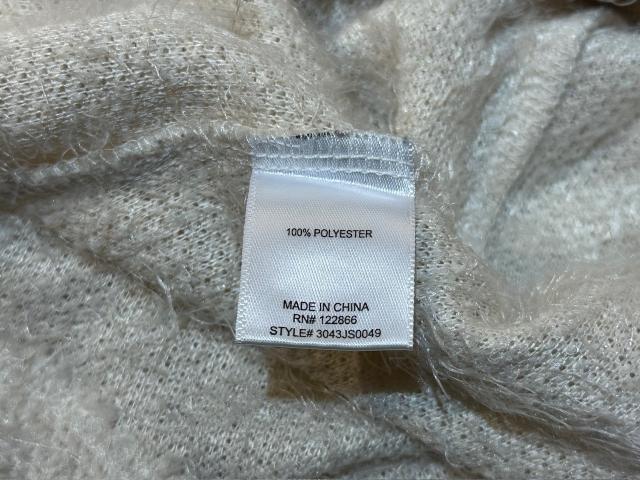 100% POLYESTER
MADE IN CHINA
RN# 122866
STYLE# 3043JS0049